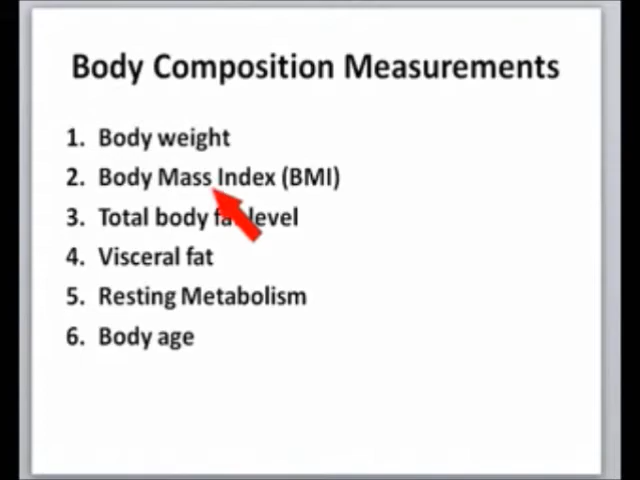 Body Composition Measurements
1. Body weight
2. Body Mass Index (BMI)
3. Total body fat level
4. Visceral fat
5. Resting Metabolism
6. Body age